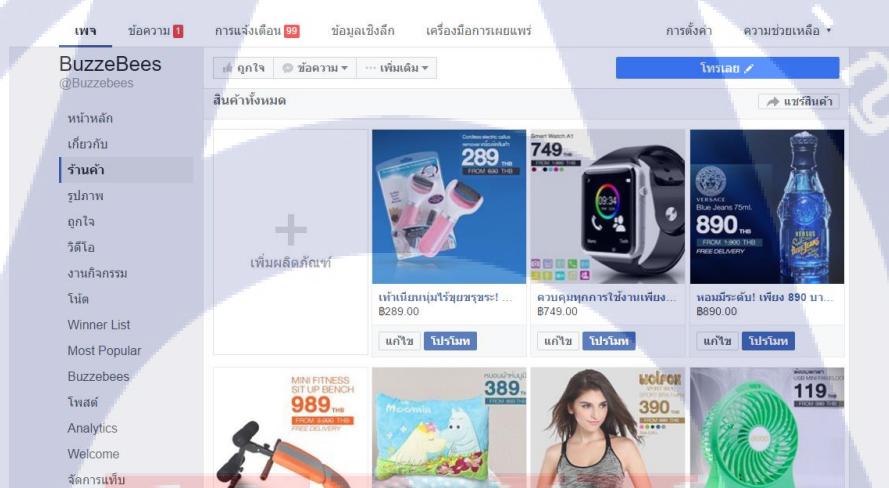 เพจ ข้อความ 1 การแจ้งเตือน 99 ข้อมูลเชิงลึก เครื่องมือการเผยแพร่ การตั้งค่า ความช่วยเหลือ
BuzzeBees
@Buzzebees
ถูกใจ ข้อความ ··· เพิ่มเติม โทรเลย
สินค้าทั้งหมด แชร์สินค้า
หน้าหลัก
เกี่ยวกับ
ร้านค้า
รูปภาพ
ถูกใจ
วิดีโอ
งานกิจกรรม
โน้ต
Winner List
Most Popular
Buzzebees
โพสต์
Analytics
Welcome
จัดการแท็บ
เพิ่มผลิตภัณฑ์
Cordless electric callus
289 THB
FROM 690 THB
เท้าเนียนนุ่มไร้ขุยขรุขระ! ...
฿289.00
แก้ไข โปรโมท
Smart Watch A1
749 THB
09:34
ควบคุมทุกการใช้งานเพียง...
฿749.00
แก้ไข โปรโมท
VERSACE
Blue Jeans 75ml.
890 THB
FROM 1,900 THB
FREE DELIVERY
VERSUS
หอมมีระดับ! เพียง 890 บา...
฿890.00
แก้ไข โปรโมท
MINI FITNESS
SIT UP BENCH
989 THB
FREE DELIVERY
389
Moomin
wolfox
390
119 THB